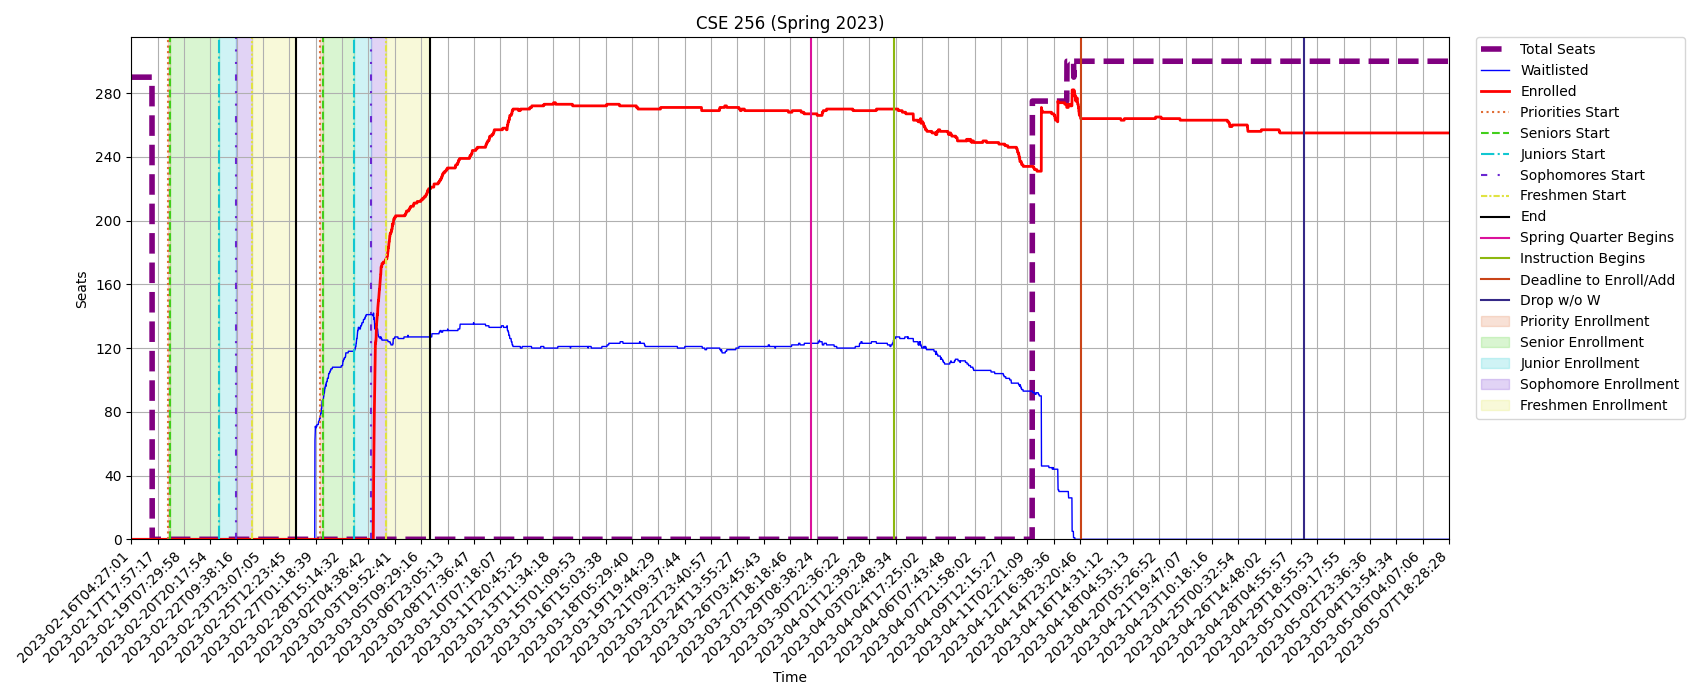 CSE 256 (Spring 2023)
Seats
280
240
200
160
120
80
40
0
2023-02-16T04:27:01
2023-02-17T17:57:17
2023-02-19T07:29:58
2023-02-20T20:17:54
2023-02-22T09:38:16
2023-02-23T23:07:05
2023-02-25T12:23:45
2023-02-27T01:18:39
2023-02-28T15:14:32
2023-03-02T04:38:42
2023-03-03T19:52:41
2023-03-05T09:29:16
2023-03-06T23:05:13
2023-03-08T17:36:47
2023-03-10T07:18:07
2023-03-11T20:45:25
2023-03-13T11:34:18
2023-03-15T01:09:53
2023-03-16T15:03:38
2023-03-18T05:29:40
2023-03-19T19:44:29
2023-03-21T09:37:44
2023-03-22T23:40:57
2023-03-24T13:55:27
2023-03-26T03:45:43
2023-03-27T18:18:46
2023-03-29T08:38:24
2023-03-30T22:36:22
2023-04-01T12:39:28
2023-04-03T02:48:34
2023-04-04T17:25:02
2023-04-06T07:43:48
2023-04-07T21:58:02
2023-04-09T12:15:27
2023-04-11T02:21:09
2023-04-12T16:38:36
2023-04-14T23:20:46
2023-04-16T14:31:12
2023-04-18T04:53:13
2023-04-20T05:26:52
2023-04-21T19:47:07
2023-04-23T10:18:16
2023-04-25T00:32:54
2023-04-26T14:48:02
2023-04-28T04:55:57
2023-04-29T18:55:53
2023-05-01T09:17:55
2023-05-02T23:36:36
2023-05-04T13:54:34
2023-05-06T04:07:06
2023-05-07T18:28:28
Time
Total Seats
Waitlisted
Enrolled
Priorities Start
Seniors Start
Juniors Start
Sophomores Start
Freshmen Start
End
Spring Quarter Begins
Instruction Begins
Deadline to Enroll/Add
Drop w/o W
Priority Enrollment
Senior Enrollment
Junior Enrollment
Sophomore Enrollment
Freshmen Enrollment